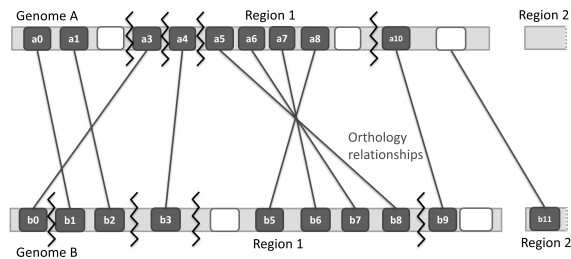 Genome A
Region 1
Region 2
a0 a1 a3 a4 a5 a6 a7 a8 a10
Orthology
relationships
b0 b1 b2 b3 b5 b6 b7 b8 b9 b11
Genome B
Region 1
Region 2